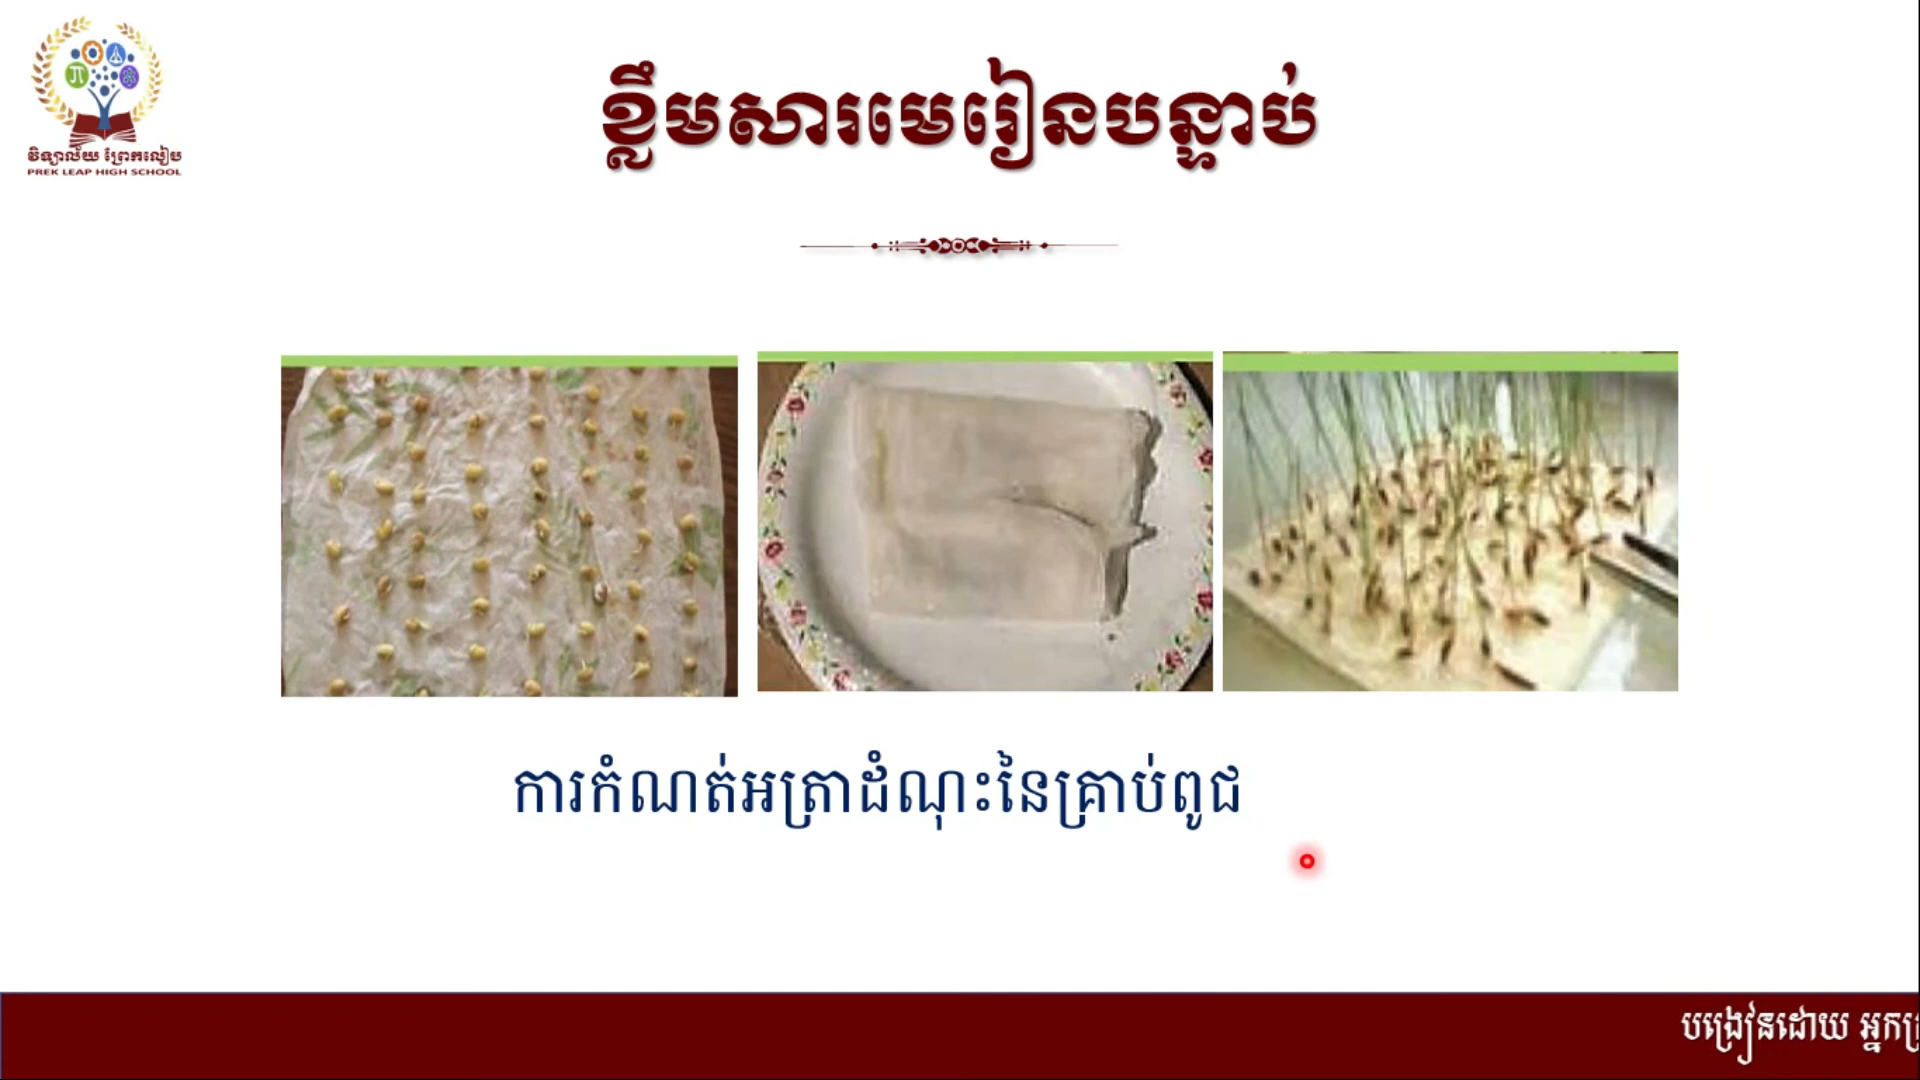 វិទ្យាល័យ ព្រែកលៀប
PREK LEAP HIGH SCHOOL
ខ្លឹមសារមេរៀនបន្ទាប់
ការកំណត់អត្រាដំណុះនៃគ្រាប់ពូជ
បង្រៀនដោយ